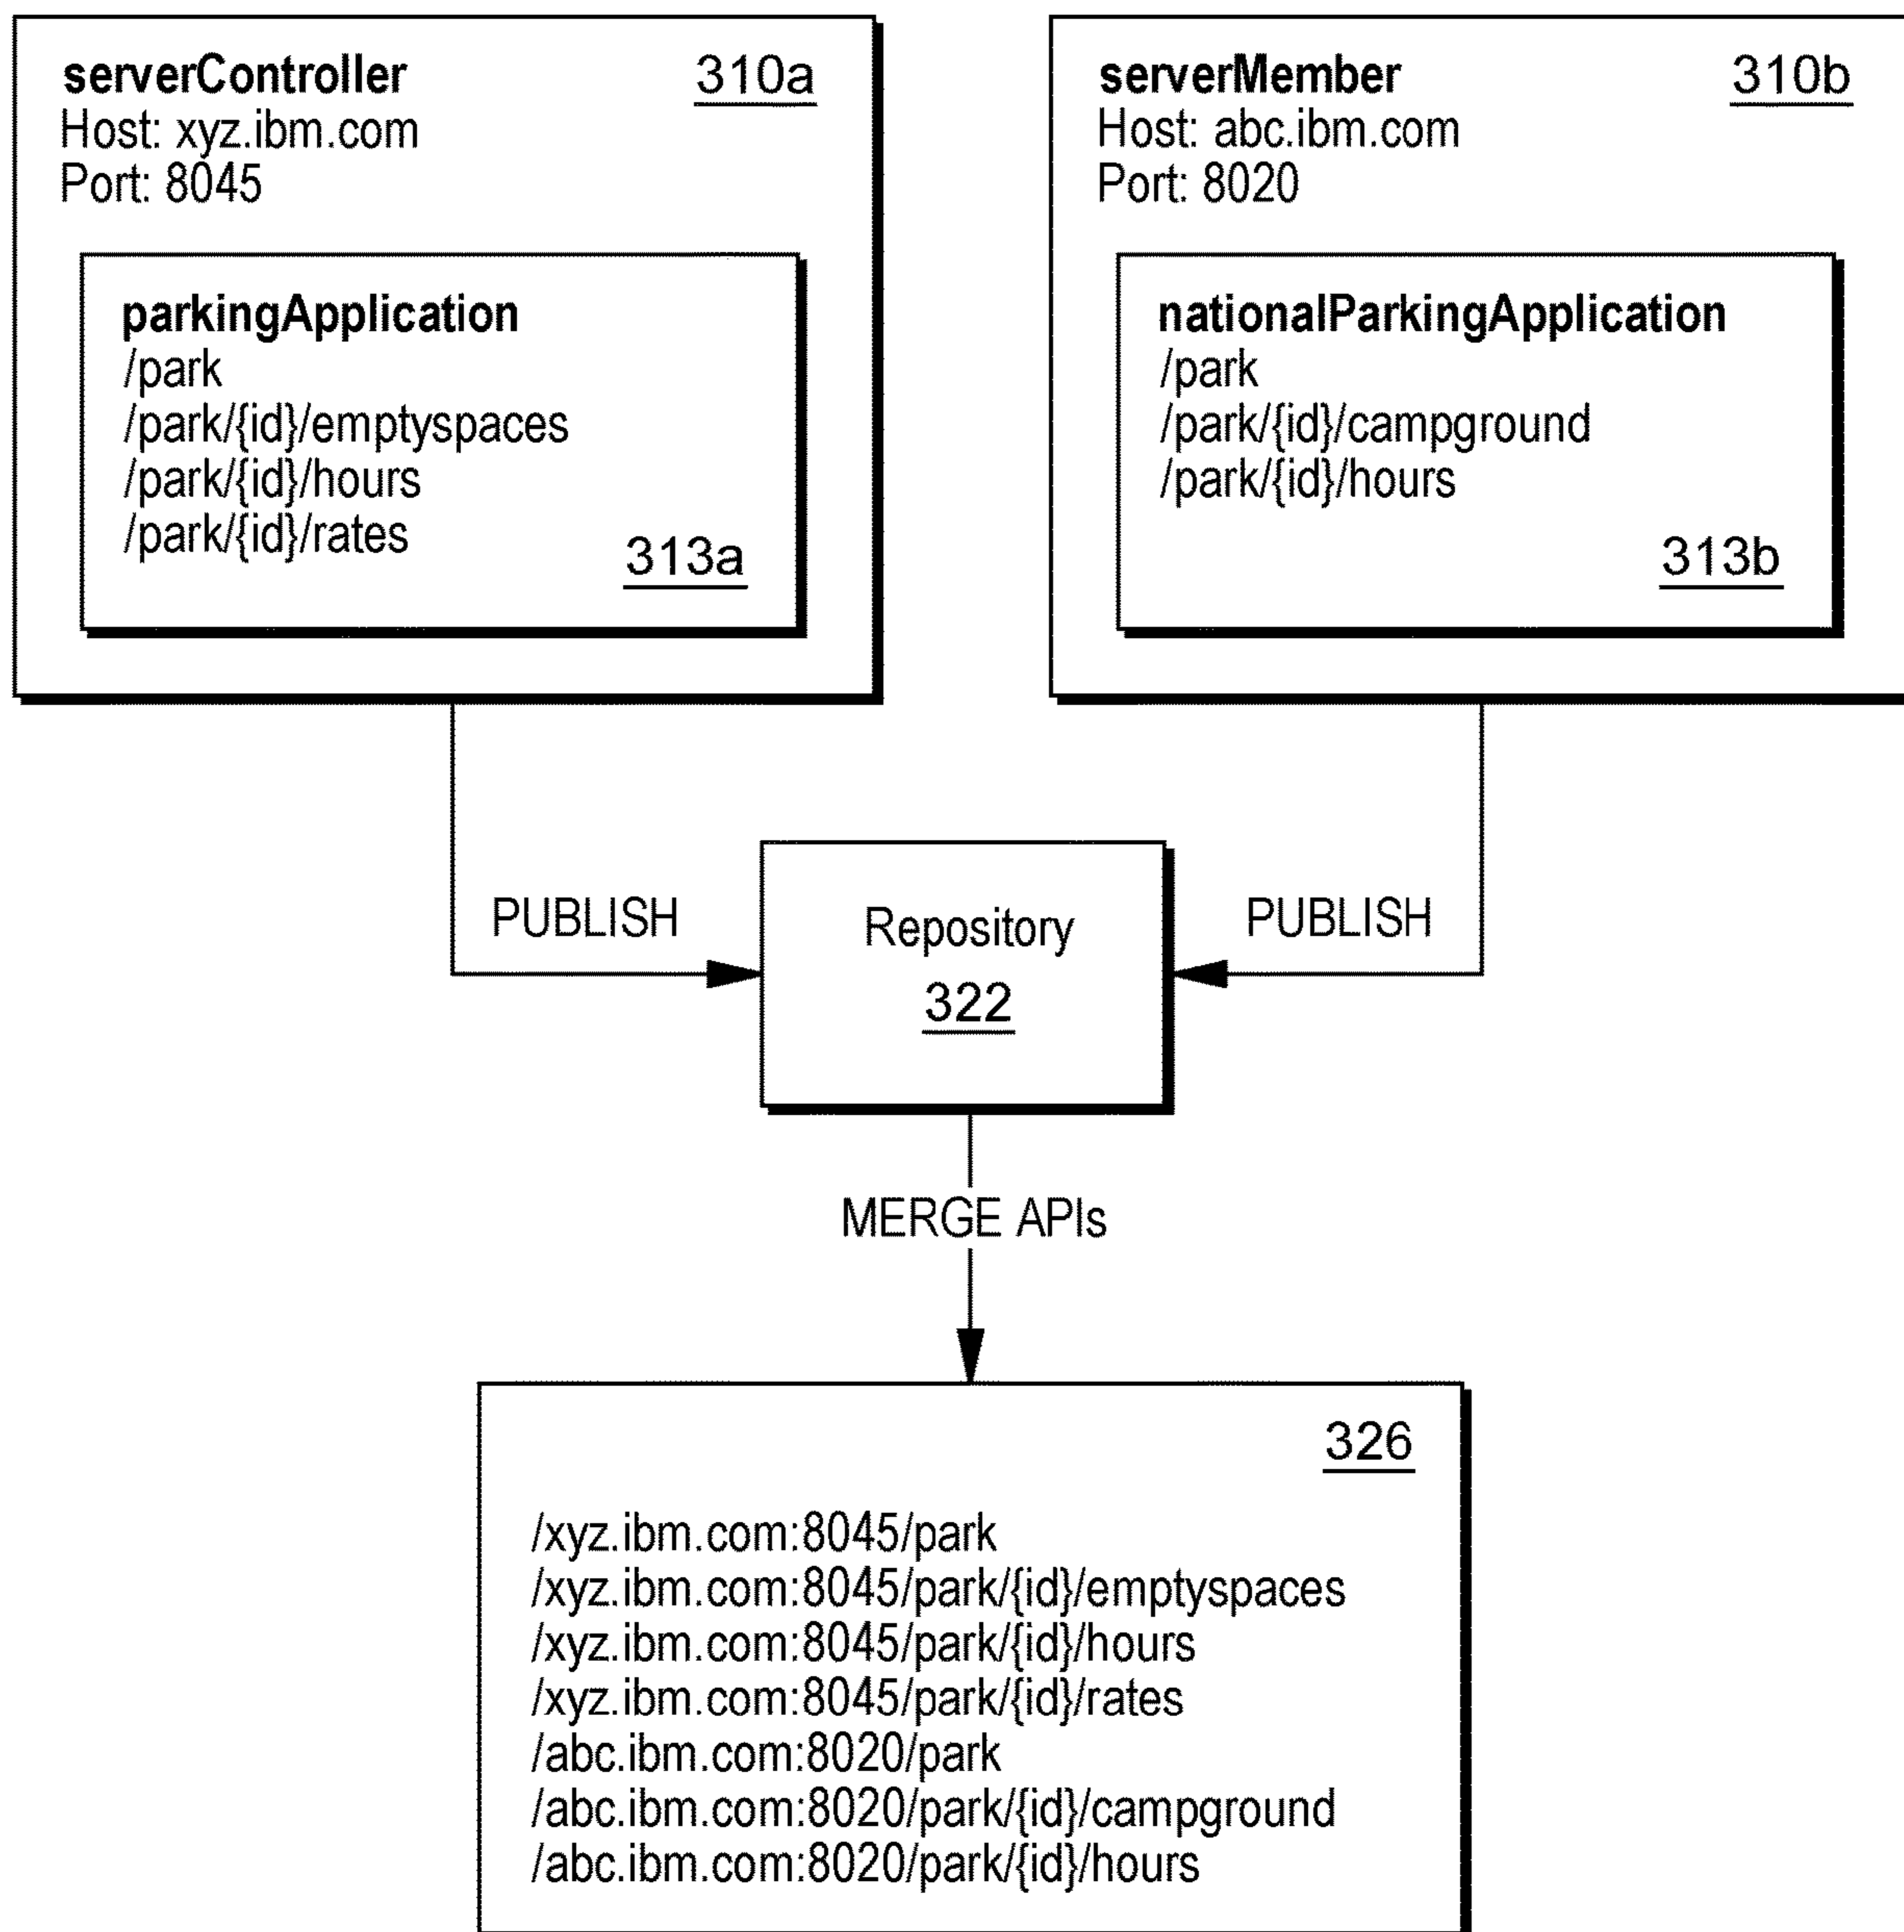 serverController 310a
Host: xyz.ibm.com
Port: 8045
parkingApplication
/park
/park/{id}/emptyspaces
/park/{id}/hours
/park/{id}/rates
313a
serverMember 310b
Host: abc.ibm.com
Port: 8020
nationalParkingApplication
/park
/park/{id}/campground
/park/{id}/hours
313b
PUBLISH
Repository
322
PUBLISH
MERGE APIs
326
/xyz.ibm.com:8045/park
/xyz.ibm.com:8045/park/{id}/emptyspaces
/xyz.ibm.com:8045/park/{id}/hours
/xyz.ibm.com:8045/park/{id}/rates
/abc.ibm.com:8020/park
/abc.ibm.com:8020/park/{id}/campground
/abc.ibm.com:8020/park/{id}/hours